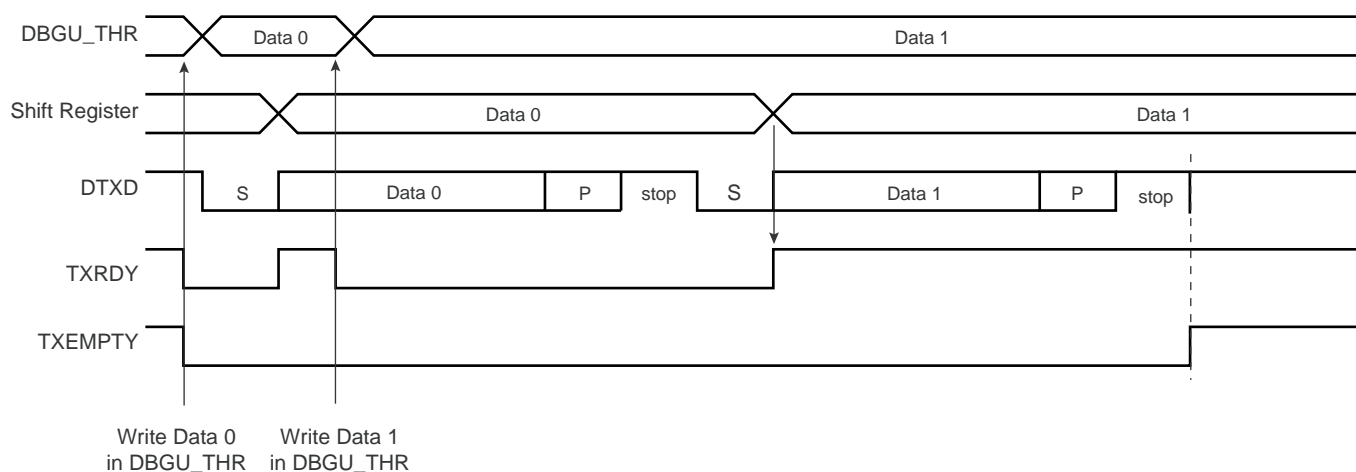 DBGU_THR Data 0 Data 1
Shift Register Data 0 Data 1
DTXD S Data 0 P stop S Data 1 P stop
TXRDY
TXEMPTY
Write Data 0 Write Data 1
in DBGU_THR in DBGU_THR